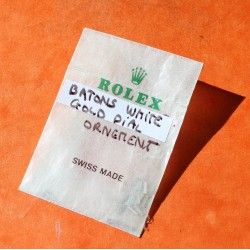 ROLEX
BATONS WHITE
GOLD DIAL
ORNEMENT
SWISS MADE